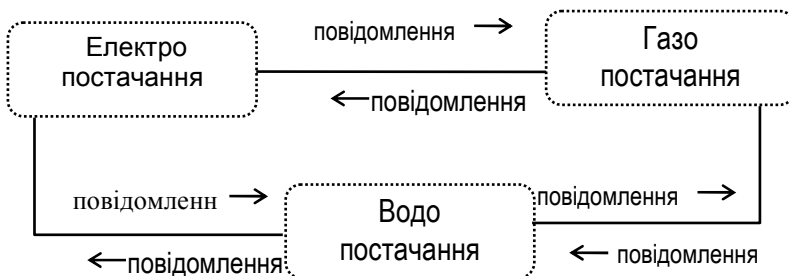 Електро
постачання
повідомлення →
Газо
постачання
←повідомлення
повідомленн →
Водо
постачання
повідомлення →
←повідомлення
← повідомлення